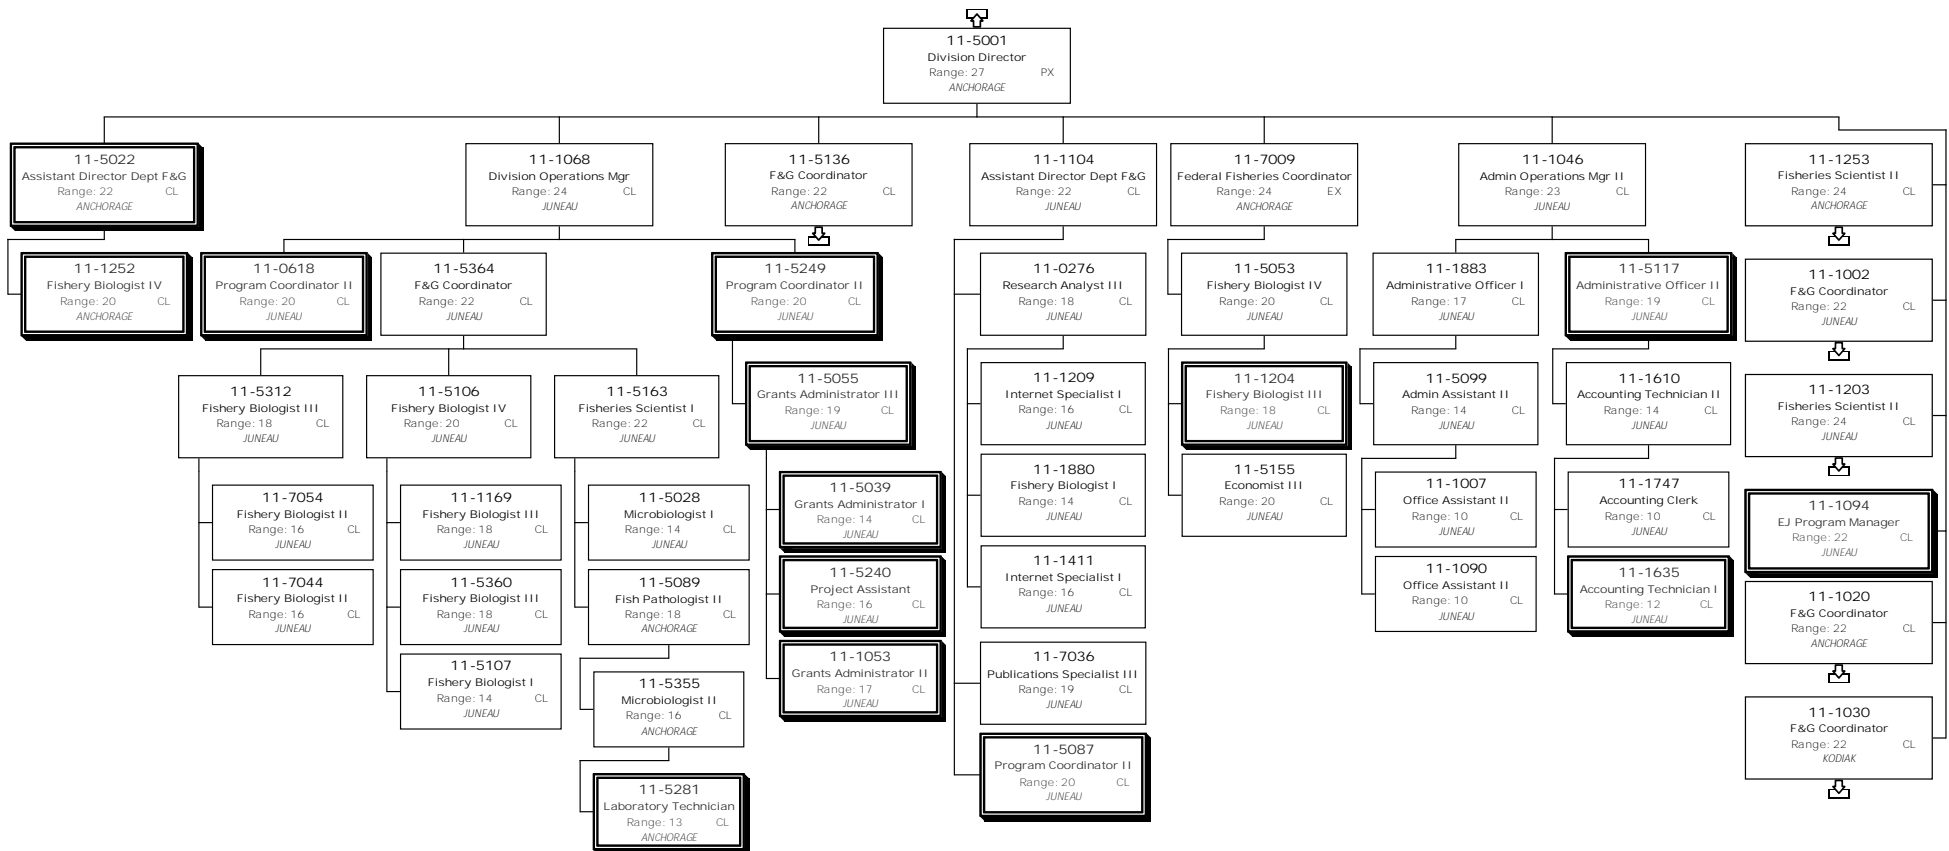 11-5001
Division Director
Range: 27 PX
ANCHORAGE
11-5022
Assistant Director Dept F&G
Range: 22 CL
ANCHORAGE
11-1068
Division Operations Mgr
Range: 24 CL
JUNEAU
11-5136
F&G Coordinator
Range: 22 CL
ANCHORAGE
11-1104
Assistant Director Dept F&G
Range: 22 CL
JUNEAU
11-7009
Federal Fisheries Coordinator
Range: 24 EX
ANCHORAGE
11-1046
Admin Operations Mgr II
Range: 23 CL
JUNEAU
11-1253
Fisheries Scientist II
Range: 24 CL
ANCHORAGE
11-1252
Fishery Biologist IV
Range: 20 CL
ANCHORAGE
11-0618
Program Coordinator II
Range: 20 CL
JUNEAU
11-5364
F&G Coordinator
Range: 22 CL
JUNEAU
11-5249
Program Coordinator II
Range: 20 CL
JUNEAU
11-0276
Research Analyst III
Range: 18 CL
JUNEAU
11-5053
Fishery Biologist IV
Range: 20 CL
JUNEAU
11-1883
Administrative Officer I
Range: 17 CL
JUNEAU
11-5117
Administrative Officer II
Range: 19 CL
JUNEAU
11-1002
F&G Coordinator
Range: 22 CL
JUNEAU
11-5312
Fishery Biologist III
Range: 18 CL
JUNEAU
11-5106
Fishery Biologist IV
Range: 20 CL
JUNEAU
11-5163
Fisheries Scientist I
Range: 22 CL
JUNEAU
11-5055
Grants Administrator III
Range: 19 CL
JUNEAU
11-1209
Internet Specialist I
Range: 16 CL
JUNEAU
11-1204
Fishery Biologist III
Range: 18 CL
JUNEAU
11-5099
Admin Assistant II
Range: 14 CL
JUNEAU
11-1610
Accounting Technician II
Range: 14 CL
JUNEAU
11-1203
Fisheries Scientist II
Range: 24 CL
JUNEAU
11-7054
Fishery Biologist II
Range: 16 CL
JUNEAU
11-1169
Fishery Biologist III
Range: 18 CL
JUNEAU
11-5028
Microbiologist I
Range: 14 CL
JUNEAU
11-5039
Grants Administrator I
Range: 14 CL
JUNEAU
11-1880
Fishery Biologist I
Range: 14 CL
JUNEAU
11-5155
Economist III
Range: 20 CL
JUNEAU
11-1007
Office Assistant II
Range: 10 CL
JUNEAU
11-1747
Accounting Clerk
Range: 10 CL
JUNEAU
11-1094
EJ Program Manager
Range: 22 CL
JUNEAU
11-7044
Fishery Biologist II
Range: 16 CL
JUNEAU
11-5360
Fishery Biologist III
Range: 18 CL
JUNEAU
11-5089
Fish Pathologist II
Range: 18 CL
ANCHORAGE
11-5240
Project Assistant
Range: 16 CL
JUNEAU
11-1411
Internet Specialist I
Range: 16 CL
JUNEAU
11-1090
Office Assistant II
Range: 10 CL
JUNEAU
11-1635
Accounting Technician I
Range: 12 CL
JUNEAU
11-1020
F&G Coordinator
Range: 22 CL
ANCHORAGE
11-5107
Fishery Biologist I
Range: 14 CL
JUNEAU
11-5355
Microbiologist II
Range: 16 CL
ANCHORAGE
11-1053
Grants Administrator II
Range: 17 CL
JUNEAU
11-7036
Publications Specialist III
Range: 19 CL
JUNEAU
11-1030
F&G Coordinator
Range: 22 CL
KODIAK
11-5281
Laboratory Technician
Range: 13 CL
ANCHORAGE
11-5087
Program Coordinator II
Range: 20 CL
JUNEAU